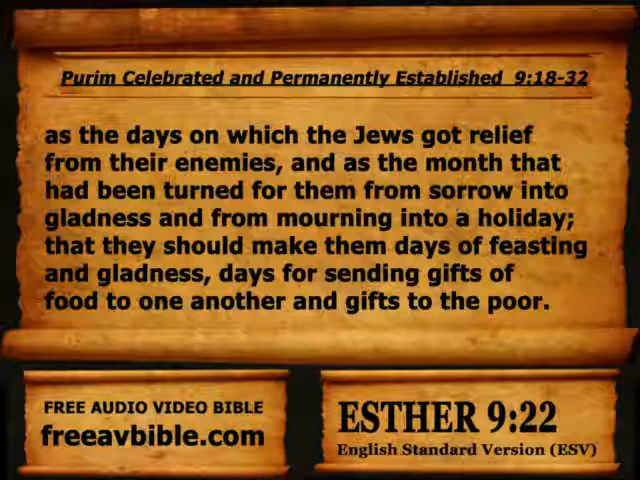 Purim Celebrated and Permanently Established 9:18-32
as the days on which the Jews got relief
from their enemies, and as the month that
had been turned for them from sorrow into
gladness and from mourning into a holiday;
that they should make them days of feasting
and gladness, days for sending gifts of
food to one another and gifts to the poor.
FREE AUDIO VIDEO BIBLE
freeavbible.com
ESTHER 9:22
English Standard Version (ESV)